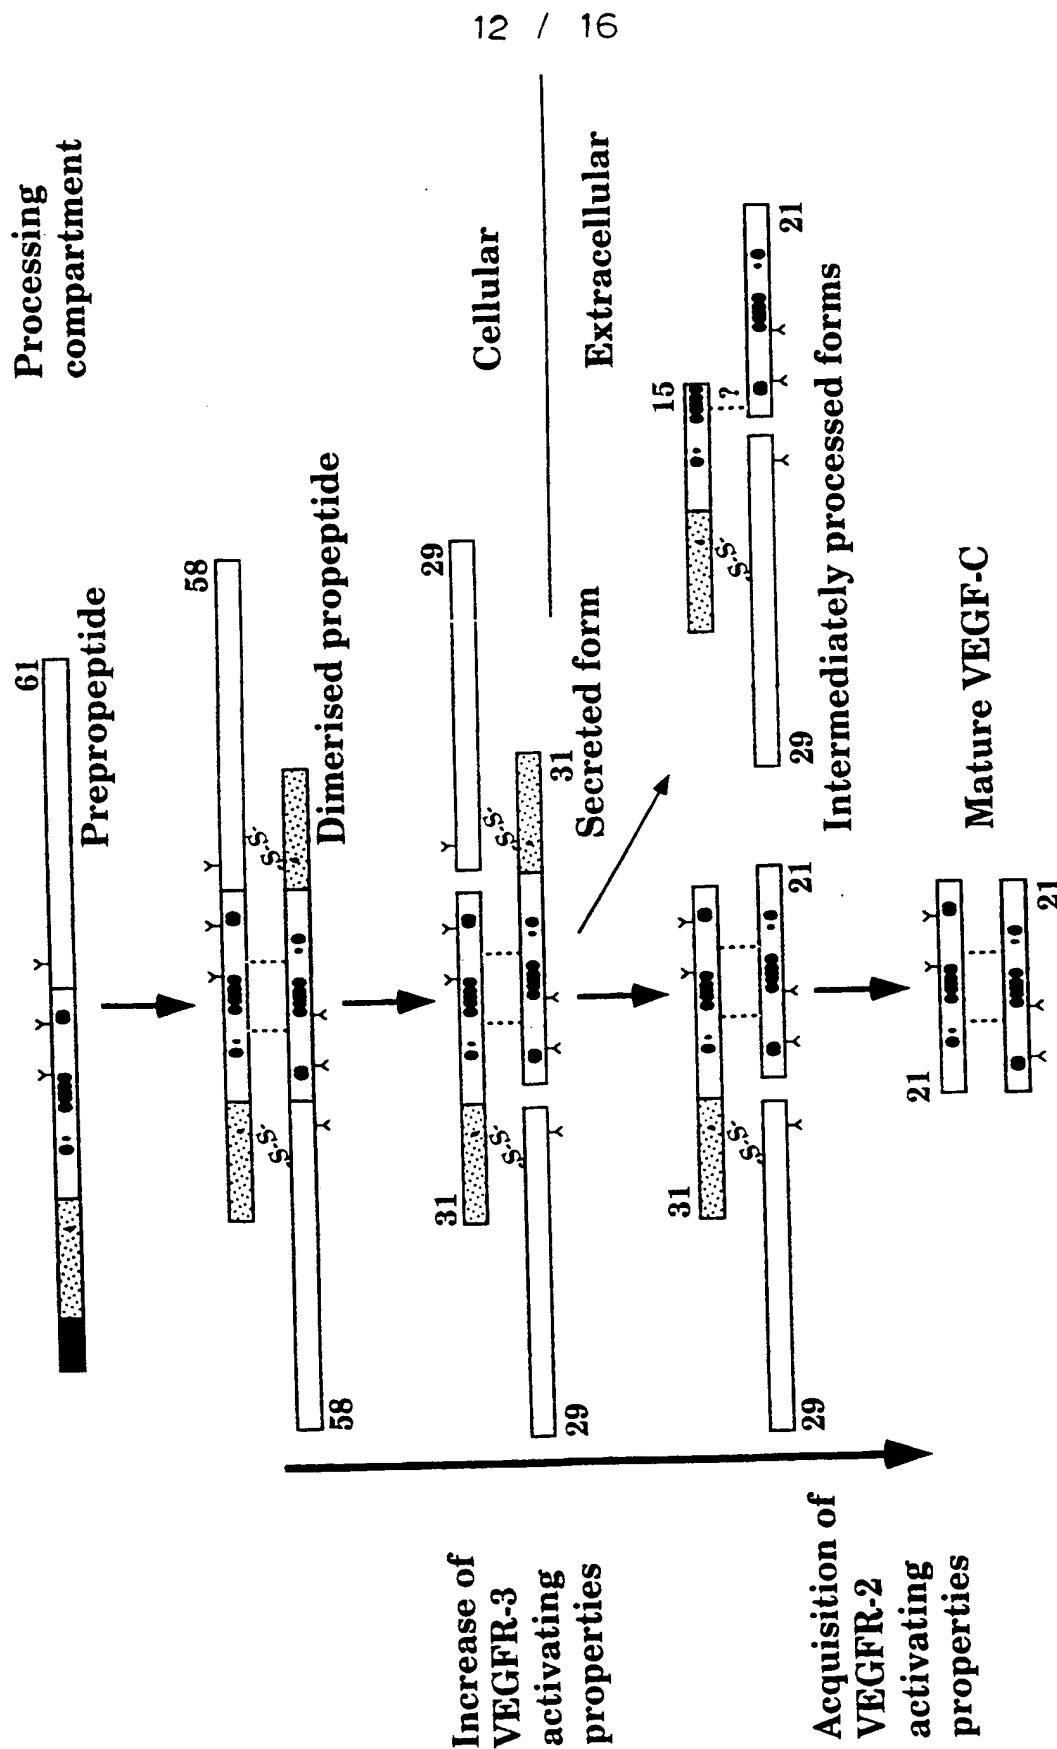 12 / 16
Processing
compartment
61
Prepropeptide
58
S-S
S-S
58
Dimerised propeptide
Cellular
29
31
S-S
S-S
31
29
Secreted form
Extracellular
15
S-S
?
21
29
Intermediately processed forms
31
S-S
21
29
21
21
Mature VEGF-C
Increase of
VEGFR-3
activating
properties
Acquisition of
VEGFR-2
activating
properties